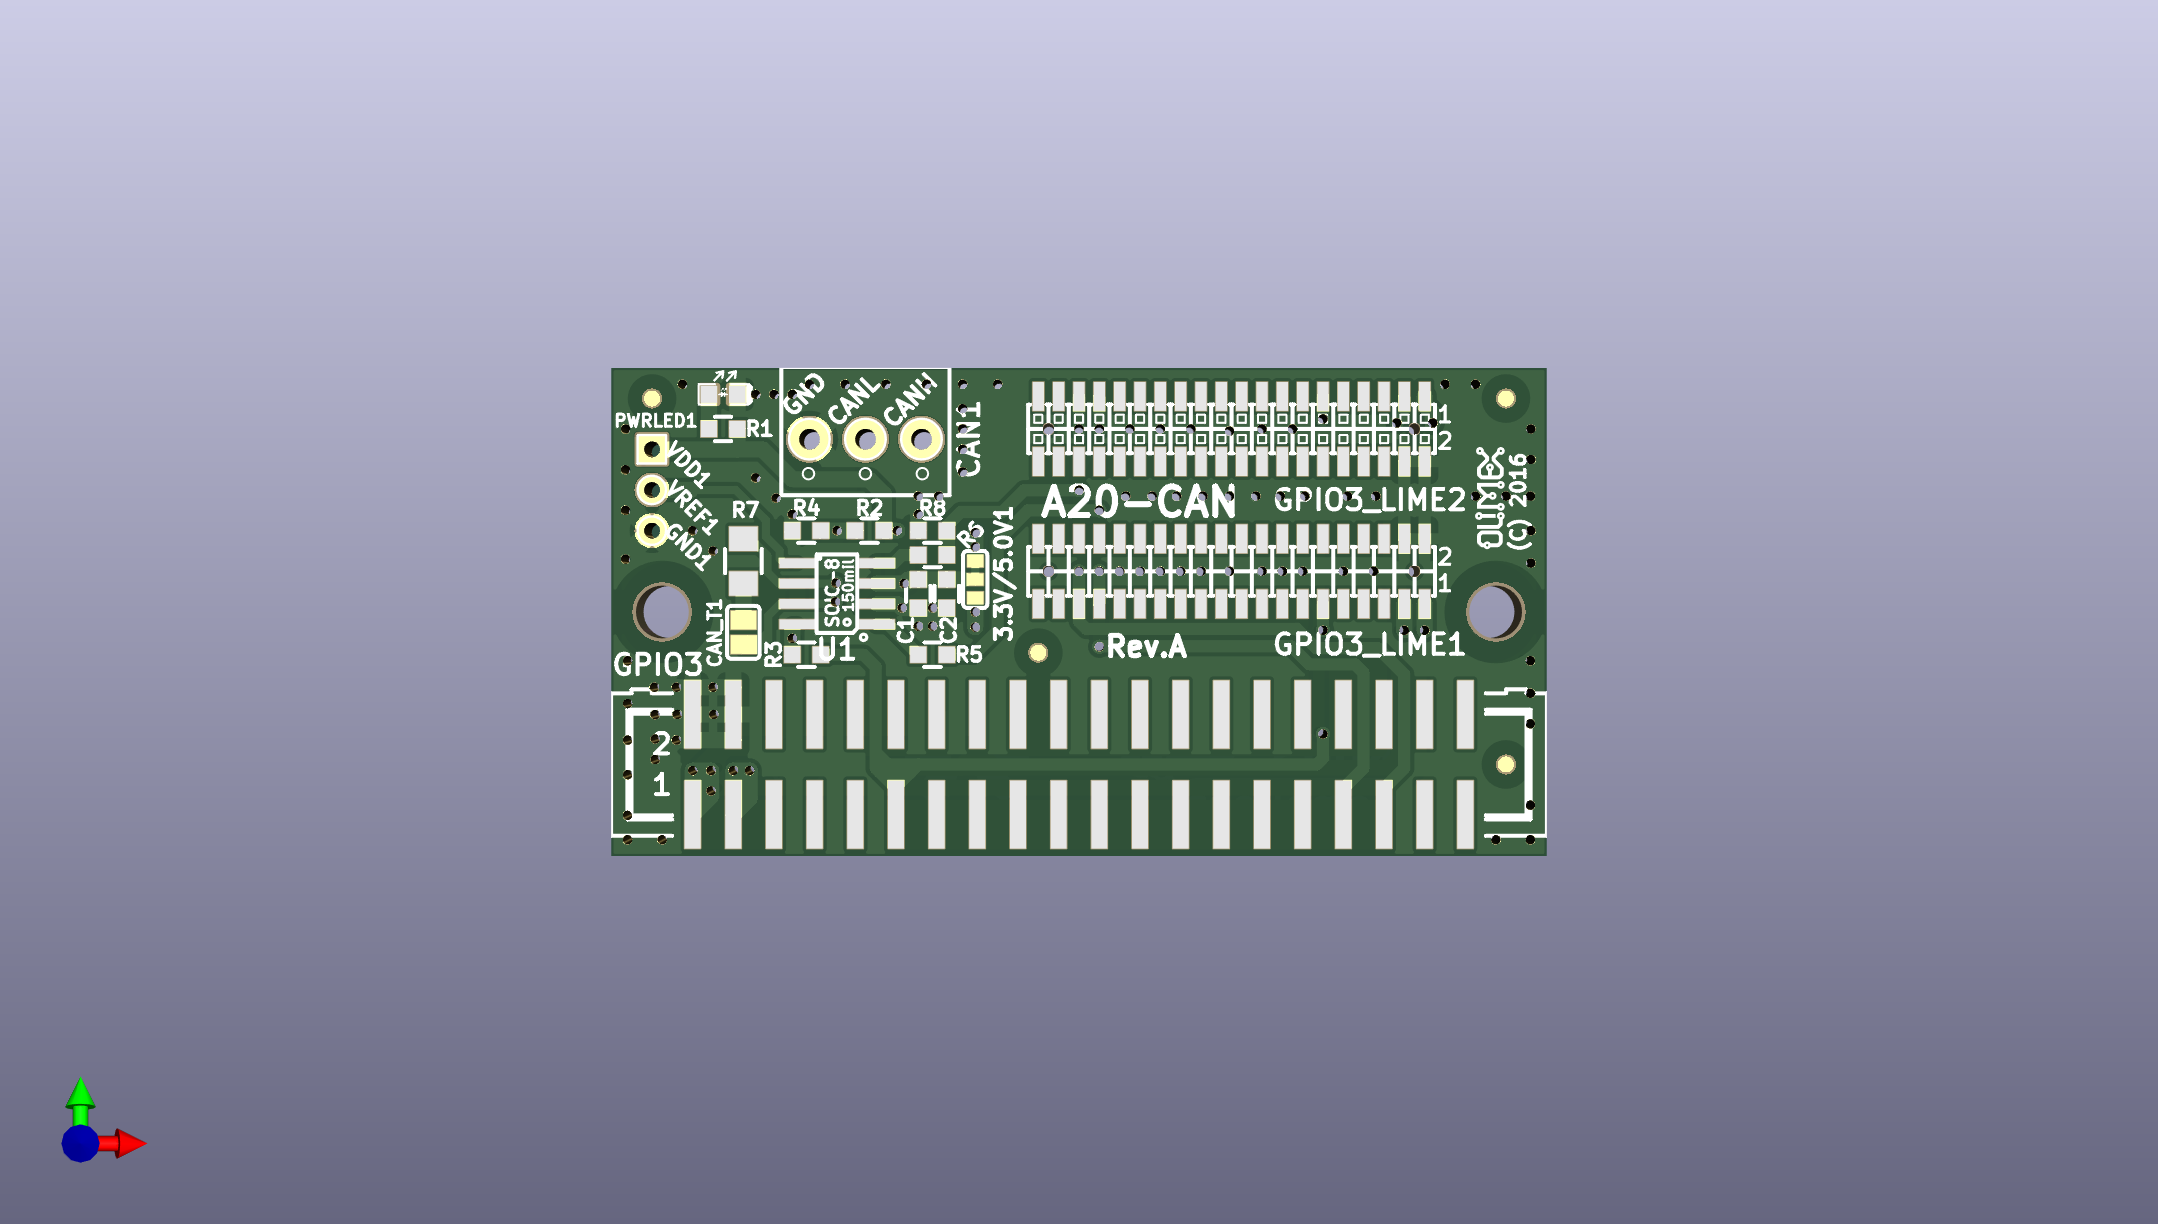 GND
CANL
CANH
CAN1
PWRLED1
R1
VDD1
VREF1
GND1
1
2
OLIMEX
(C) 2016
A20-CAN
GPIO3_LIME2
R7
R4
R2
R8
R6
3.3V/5.0V1
SOIC-8
150mil
2
1
CAN_T1
C1
C2
U1
R3
R5
Rev.A
GPIO3_LIME1
GPIO3
2
1